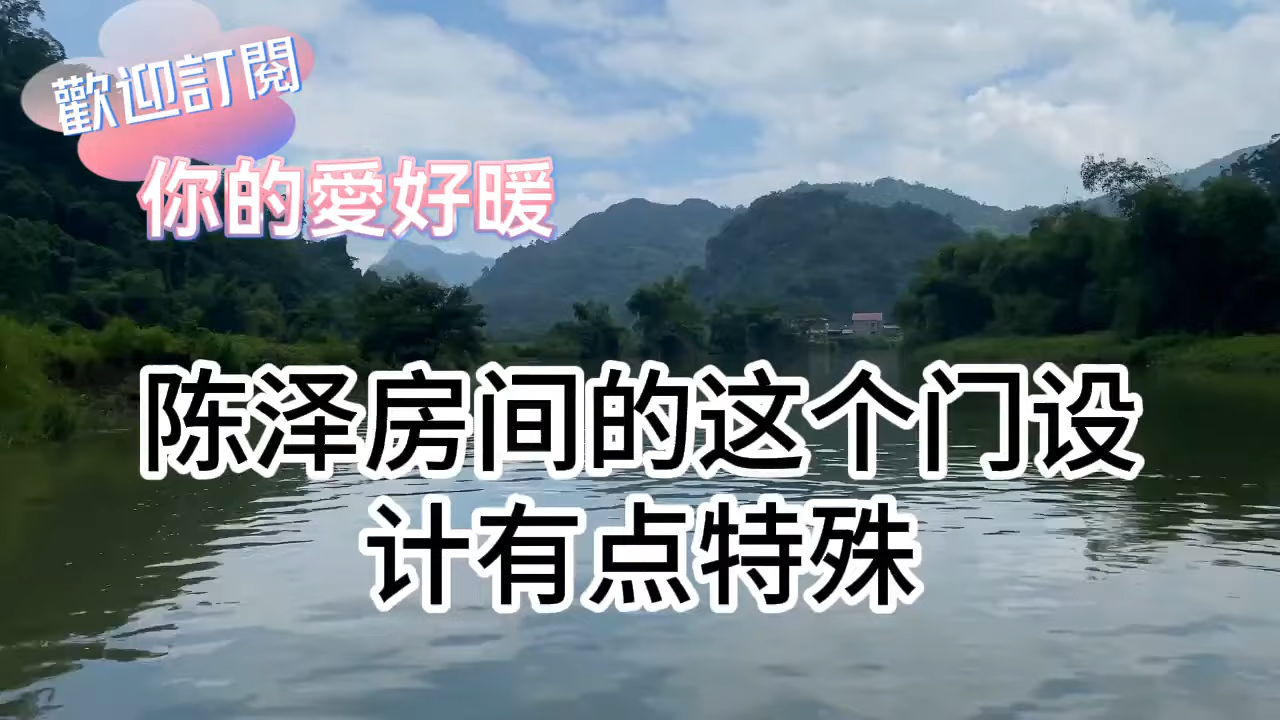 歡迎訂閱
你的愛好暖
陈泽房间的这个门设
计有点特殊